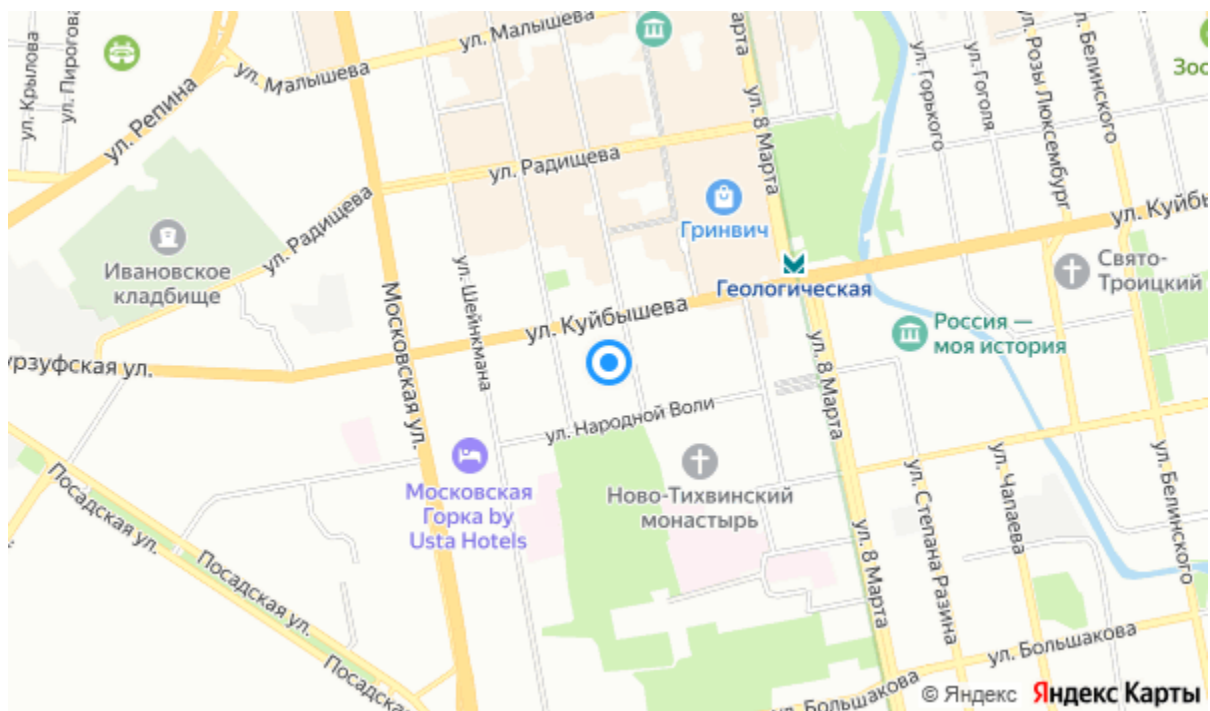 ул. Крылова
ул. Пирогова
ул. Репина
ул. Малышева
ул. Малышева
Марта
ул. 8 Марта
ул. Горького
ул. Гоголя
ул. Розы Люксембург
ул. Белинского
Зоо
ул. Радищева
ул. Радищева
Гринвич
ул. Куйбы
Ивановское
кладбище
Московская ул.
ул. Шейнкмана
ул. Куйбышева
Геологическая
Свято-
Троицкий
Россия —
моя история
урзуфская ул.
ул. 8 Марта
ул. Народной Воли
Московская
Горка by
Usta Hotels
Ново-Тихвинский
монастырь
ул. Степана Разина
ул. Чапаева
ул. Белинского
Посадская ул.
Посадская ул.
Посадская
ул. 8 Марта
ул. Большакова
ул. Большакова
© Яндекс Яндекс Карты